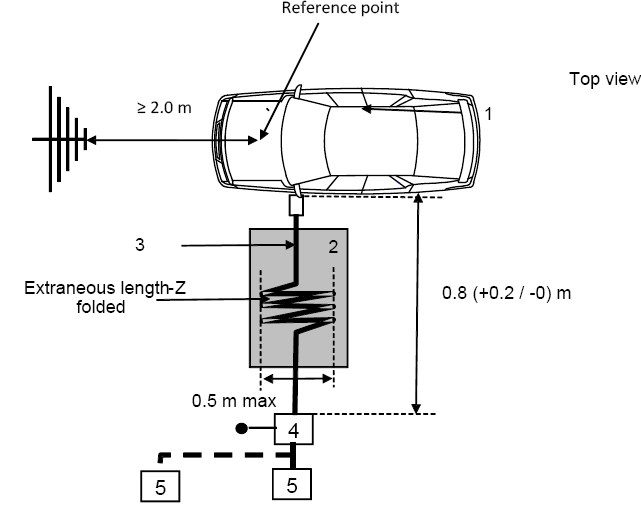 Reference point
Top view
≥ 2.0 m
1
3
2
Extraneous length-Z
folded
0.8 (+0.2 / -0) m
0.5 m max
4
5
5